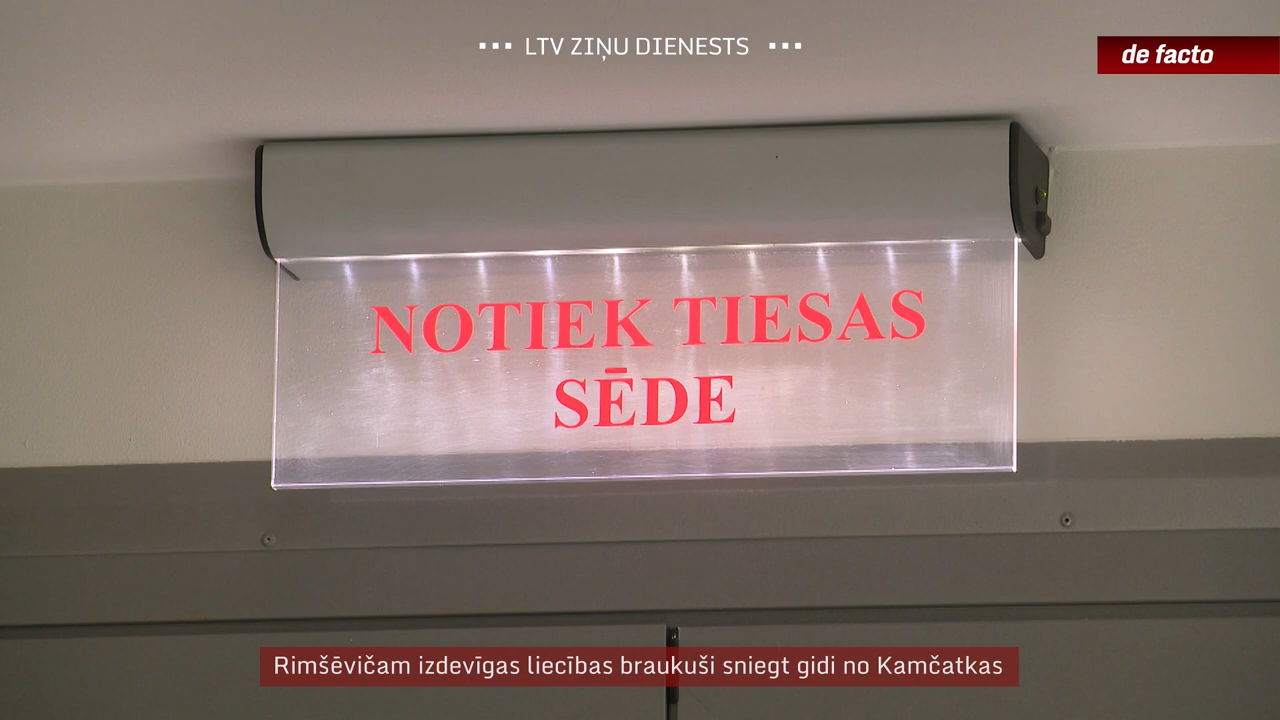 LTV ZIŅU DIENESTS
de facto
NOTIEK TIESAS
SĒDE
Rimšēvičam izdevīgas liecības braukuši sniegt gidi no Kamčatkas